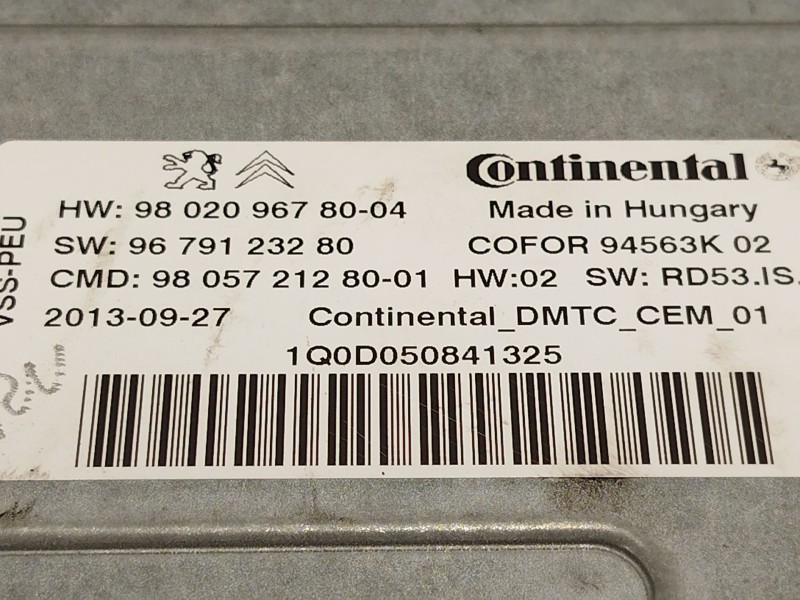 Continental
HW: 98 020 967 80-04
Made in Hungary
SW: 96 791 232 80
COFOR 94563K 02
CMD: 98 057 212 80-01 HW:02 SW: RD53.IS.
2013-09-27
Continental_DMTC_CEM_01
1Q0D050841325
VSS-PEU